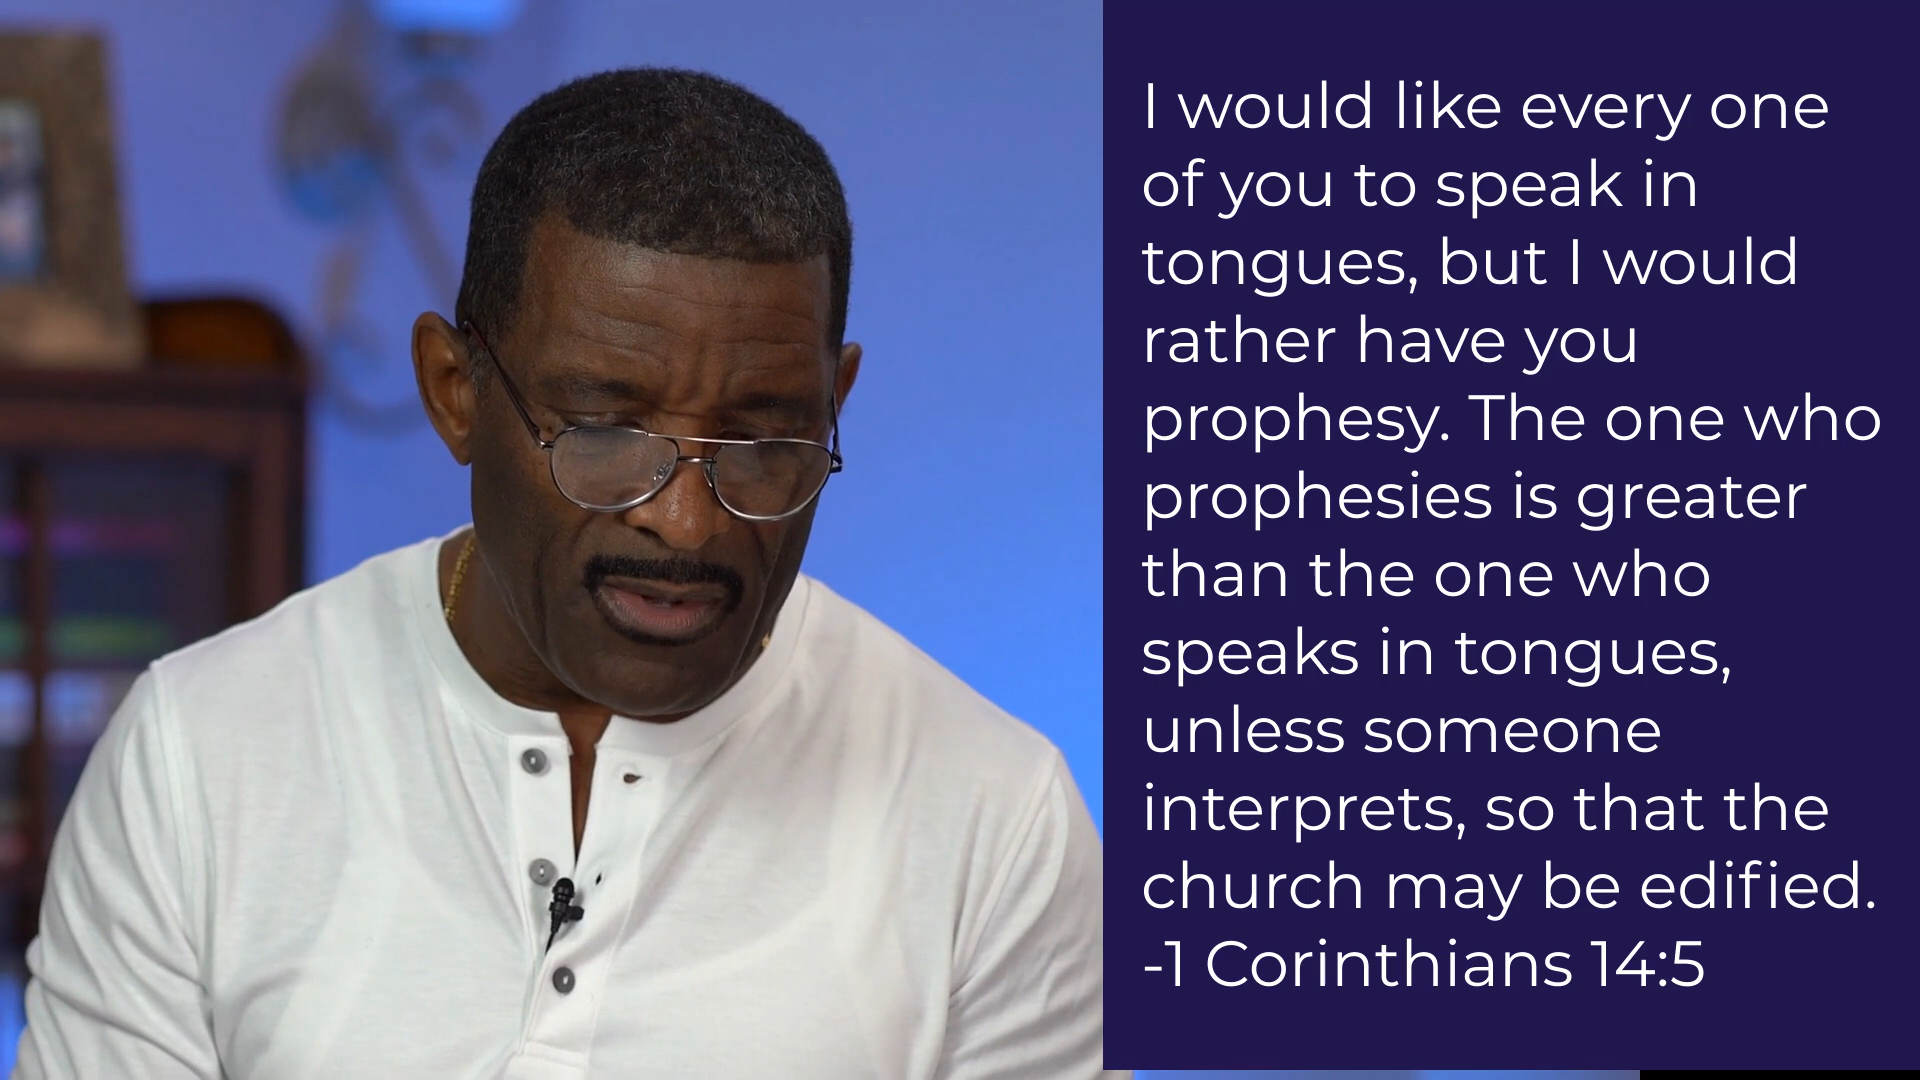 I would like every one
of you to speak in
tongues, but I would
rather have you
prophesy. The one who
prophesies is greater
than the one who
speaks in tongues,
unless someone
interprets, so that the
church may be edified.
-1 Corinthians 14:5